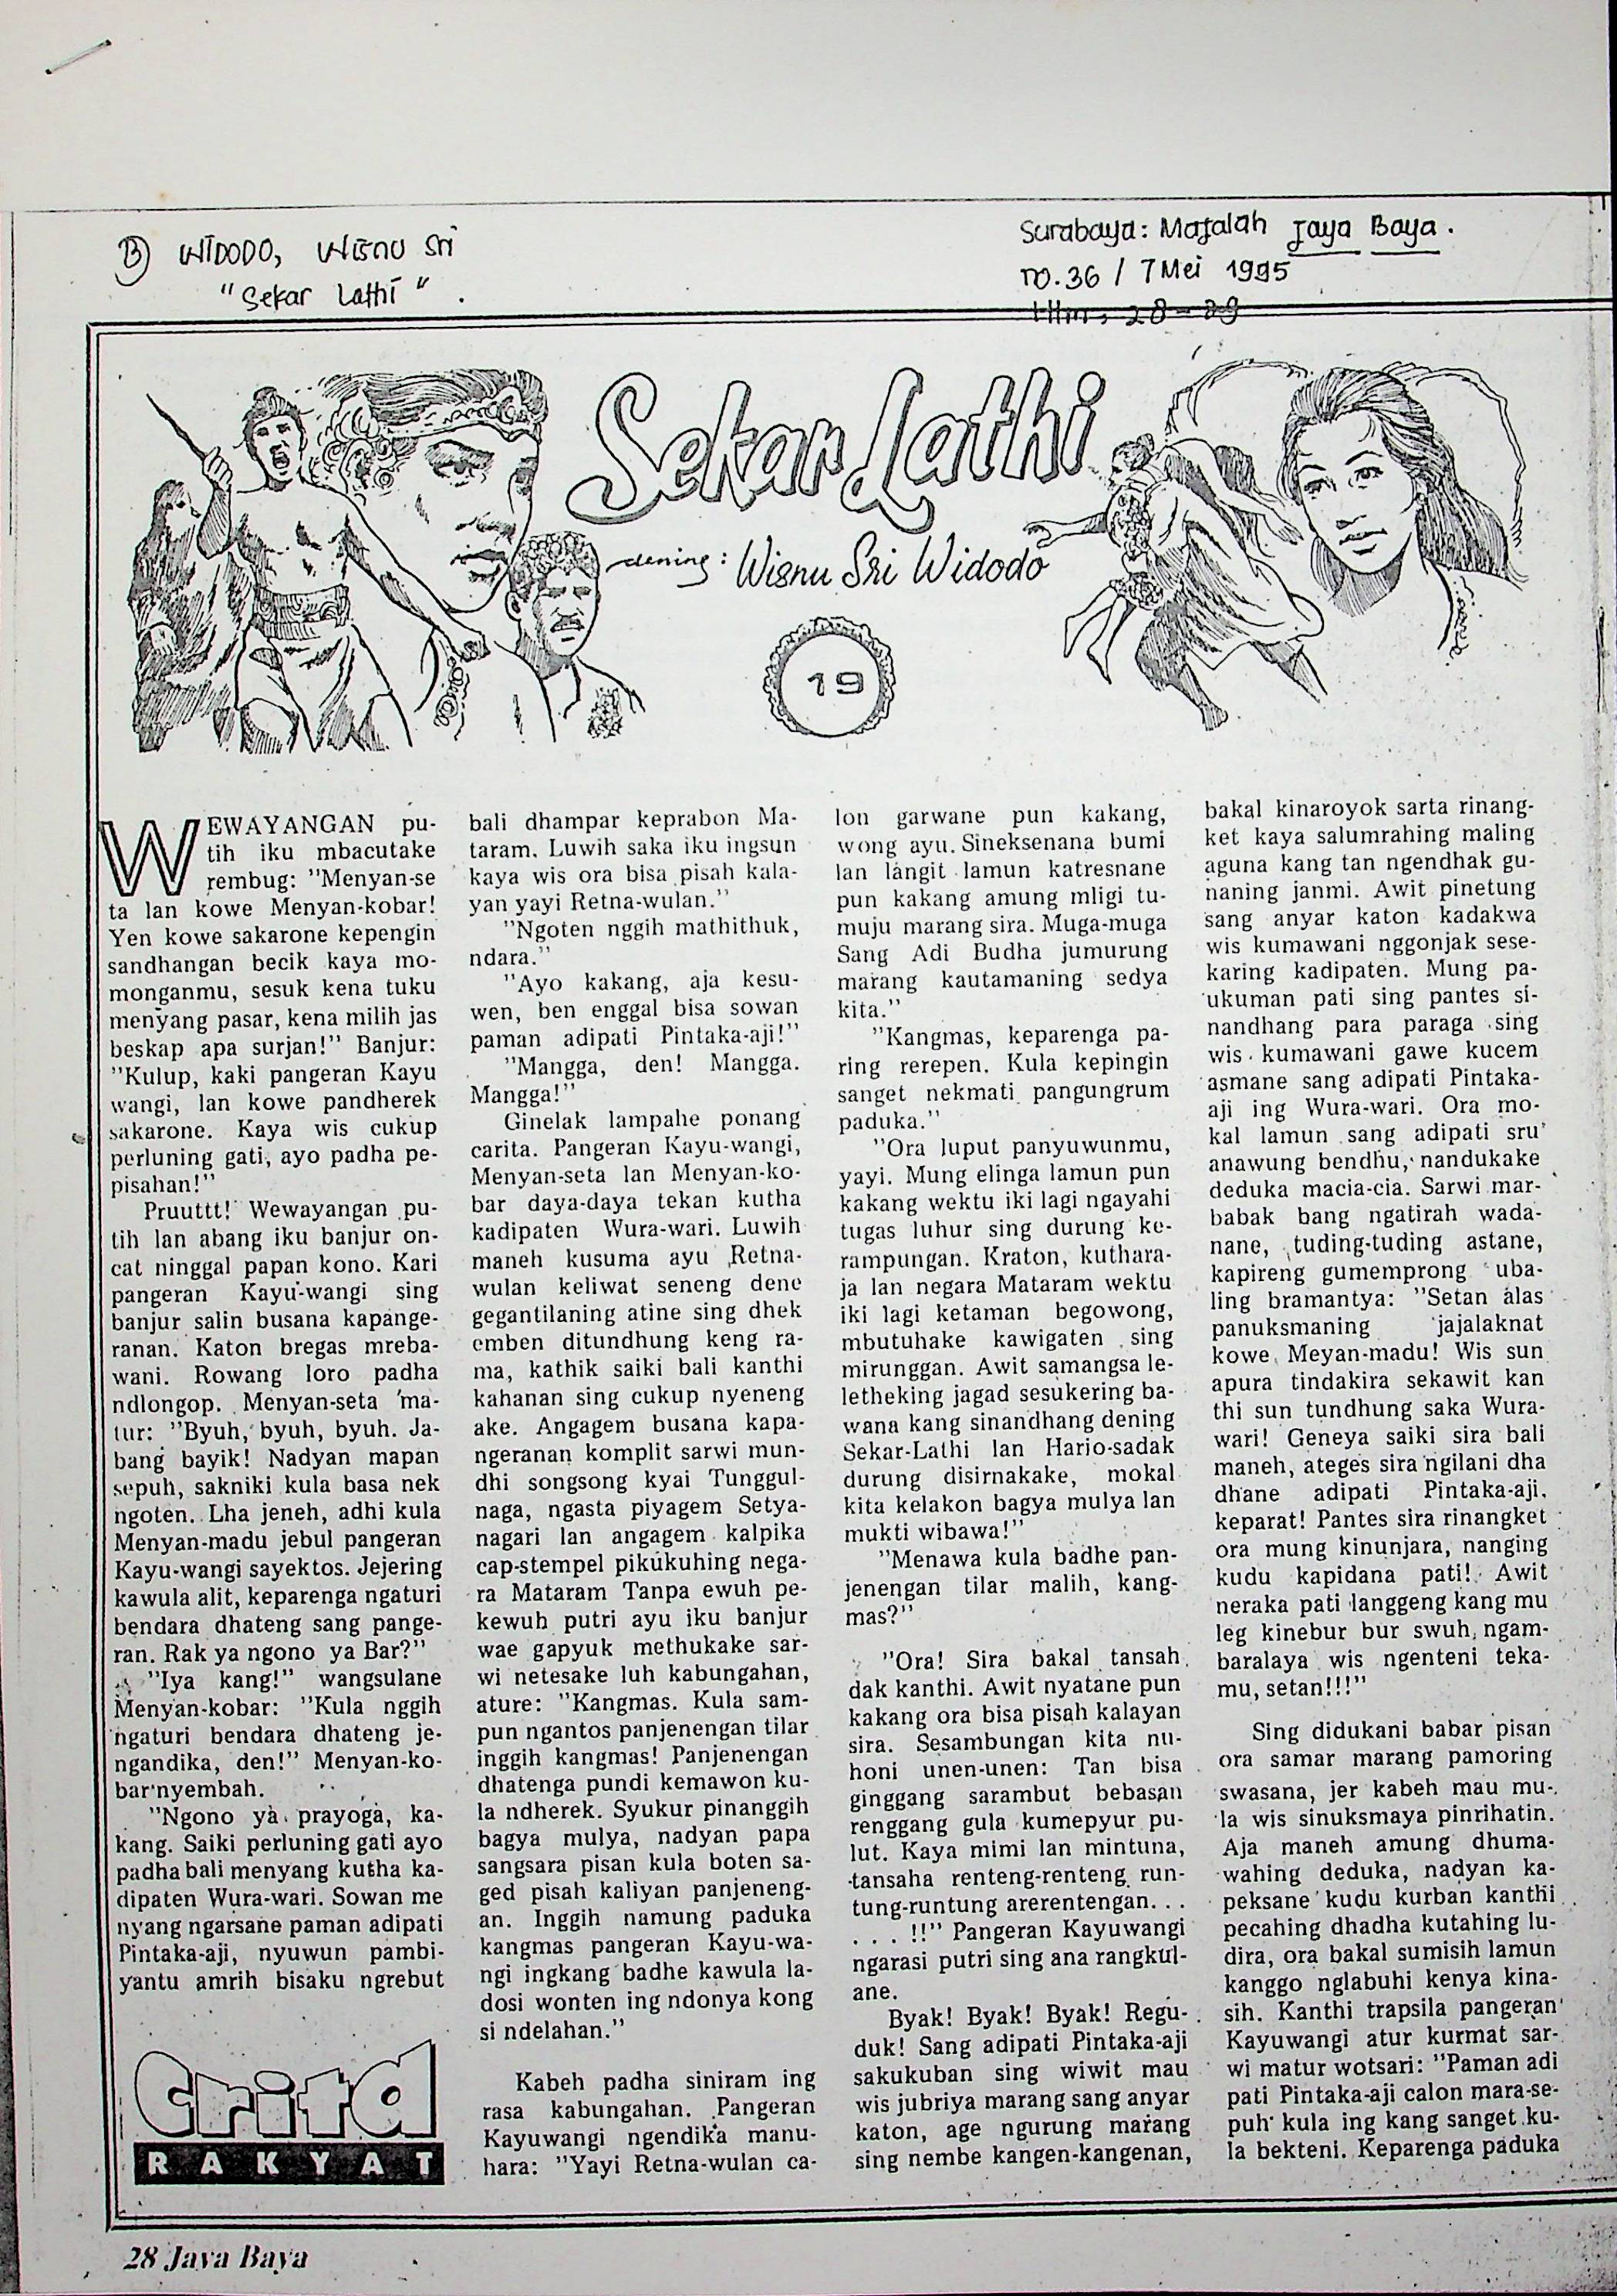 B) WIDODO, WISNU Sri
"Sekar Lathi".
Surabaya: Majalah Jaya Baya.
no. 36 / 7 Mei 1995
Hlm, 28-29
Sekar Lathi
dening: Wisnu Sri Widodo
19
WEWAYANGAN pu-
tih iku mbacutake
rembug: "Menyan-se
ta lan kowe Menyan-kobar!
Yen kowe sakarone kepengin
sandhangan becik kaya mo-
monganmu, sesuk kena tuku
menyang pasar, kena milih jas
beskap apa surjan!" Banjur:
"Kulup, kaki pangeran Kayu
wangi, lan kowe pandherek
sakarone. Kaya wis cukup
perluning gati, ayo padha pe-
pisahan!"
Pruuttt! Wewayangan pu-
tih lan abang iku banjur on-
cat ninggal papan kono. Kari
pangeran Kayu-wangi sing
banjur salin busana kapange-
ranan. Katon bregas mreba-
wani. Rowang loro padha
ndlongop. Menyan-seta ma-
tur: "Byuh, byuh, byuh. Ja-
bang bayik! Nadyan mapan
sepuh, sakniki kula basa nek
ngoten. Lha jeneh, adhi kula
Menyan-madu jebul pangeran
Kayu-wangi sayektos. Jejering
kawula alit, keparenga ngaturi
bendara dhateng sang pange-
ran. Rak ya ngono ya Bar?"
"Iya kang!" wangsulane
Menyan-kobar: "Kula nggih
ngaturi bendara dhateng je-
ngandika, den!" Menyan-ko-
bar nyembah.
"Ngono ya prayoga, ka-
kang. Saiki perluning gati ayo
padha bali menyang kutha ka-
dipaten Wura-wari. Sowan me
nyang ngarsane paman adipati
Pintaka-aji, nyuwun pambi-
yantu amrih bisaku ngrebut
Crita
RAKYAT
bali dhampar keprabon Ma-
taram. Luwih saka iku ingsun
kaya wis ora bisa pisah kala-
yan yayi Retna-wulan."
"Ngoten nggih mathithuk,
ndara."
"Ayo kakang, aja kesu-
wen, ben enggal bisa sowan
paman adipati Pintaka-aji!"
"Mangga, den! Mangga.
Mangga!"
Ginelak lampahe ponang
carita. Pangeran Kayu-wangi,
Menyan-seta lan Menyan-ko-
bar daya-daya tekan kutha
kadipaten Wura-wari. Luwih
maneh kusuma ayu Retna-
wulan keliwat seneng dene
gegantilaning atine sing dhek
emben ditundhung keng ra-
ma, kathik saiki bali kanthi
kahanan sing cukup nyeneng
ake. Angagem busana kapa-
ngeranan komplit sarwi mun-
dhi songsong kyai Tunggul-
naga, ngasta piyagem Setya-
nagari lan angagem kalpika
cap-stempel pikukuhing nega-
ra Mataram Tanpa ewuh pe-
kewuh putri ayu iku banjur
wae gapyuk methukake sar-
wi netesake luh kabungahan,
ature: "Kangmas. Kula sam-
pun ngantos panjenengan tilar
inggih kangmas! Panjenengan
dhatenga pundi kemawon ku-
la ndherek. Syukur pinanggih
bagya mulya, nadyan papa
sangsara pisan kula boten sa-
ged pisah kaliyan panjeneng-
an. Inggih namung paduka
kangmas pangeran Kayu-wa-
ngi ingkang badhe kawula la-
dosi wonten ing ndonya kong
si ndelahan."
Kabeh padha siniram ing
rasa kabungahan. Pangeran
Kayuwangi ngendika manu-
hara: "Yayi Retna-wulan ca-
lon garwane pun kakang,
wong ayu. Sineksenana bumi
lan langit lamun katresnane
pun kakang amung mligi tu-
muju marang sira. Muga-muga
Sang Adi Budha jumurung
marang kautamaning sedya
kita."
"Kangmas, keparenga pa-
ring rerepen. Kula kepingin
sanget nekmati pangungrum
paduka."
"Ora luput panyuwunmu,
yayi. Mung elinga lamun pun
kakang wektu iki lagi ngayahi
tugas luhur sing durung ke-
rampungan. Kraton, kuthara-
ja lan negara Mataram wektu
iki lagi ketaman begowong,
mbutuhake kawigaten sing
mirunggan. Awit samangsa le-
letheking jagad sesukering ba-
wana kang sinandhang dening
Sekar-Lathi lan Hario-sadak
durung disirnakake, mokal
kita kelakon bagya mulya lan
mukti wibawa!"
"Menawa kula badhe pan-
jenengan tilar malih, kang-
mas?"
"Ora! Sira bakal tansah
dak kanthi. Awit nyatane pun
kakang ora bisa pisah kalayan
sira. Sesambungan kita nu-
honi unen-unen: Tan bisa
ginggang sarambut bebasan
renggang gula kumepyur pu-
lut. Kaya mimi lan mintuna,
tansaha renteng-renteng run-
tung-runtung arerentengan...
...!!" Pangeran Kayuwangi
ngarasi putri sing ana rangkul-
ane.
Byak! Byak! Byak! Regu-
duk! Sang adipati Pintaka-aji
sakukuban sing wiwit mau
wis jubriya marang sang anyar
katon, age ngurung marang
sing nembe kangen-kangenan,
bakal kinaroyok sarta rinang-
ket kaya salumrahing maling
aguna kang tan ngendhak gu-
naning janmi. Awit pinetung
sang anyar katon kadakwa
wis kumawani nggonjak sese-
karing kadipaten. Mung pa-
ukuman pati sing pantes si-
nandhang para paraga sing
wis kumawani gawe kucem
asmane sang adipati Pintaka-
aji ing Wura-wari. Ora mo-
kal lamun sang adipati sru
anawung bendhu, nandukake
deduka macia-cia. Sarwi mar-
babak bang ngatirah wada-
nane, tuding-tuding astane,
kapireng gumemprong uba-
ling bramantya: "Setan alas
panuksmaning jajalaknat
kowe Meyan-madu! Wis sun
apura tindakira sekawit kan
thi sun tundhung saka Wura-
wari! Geneya saiki sira bali
maneh, ateges sira ngilani dha
dhane adipati Pintaka-aji.
keparat! Pantes sira rinangket
ora mung kinunjara, nanging
kudu kapidana pati! Awit
neraka pati langgeng kang mu
leg kinebur bur swuh ngam-
baralaya wis ngenteni teka-
mu, setan!!!"
Sing didukani babar pisan
ora samar marang pamoring
swasana, jer kabeh mau mu-
la wis sinuksmaya pinrihatin.
Aja maneh amung dhuma-
wahing deduka, nadyan ka-
peksane kudu kurban kanthi
pecahing dhadha kutahing lu-
dira, ora bakal sumisih lamun
kanggo nglabuhi kenya kina-
sih. Kanthi trapsila pangeran
Kayuwangi atur kurmat sar-
wi matur wotsari: "Paman adi
pati Pintaka-aji calon mara-se-
puh kula ing kang sanget ku-
la bekteni. Keparenga paduka
28 Jaya Baya